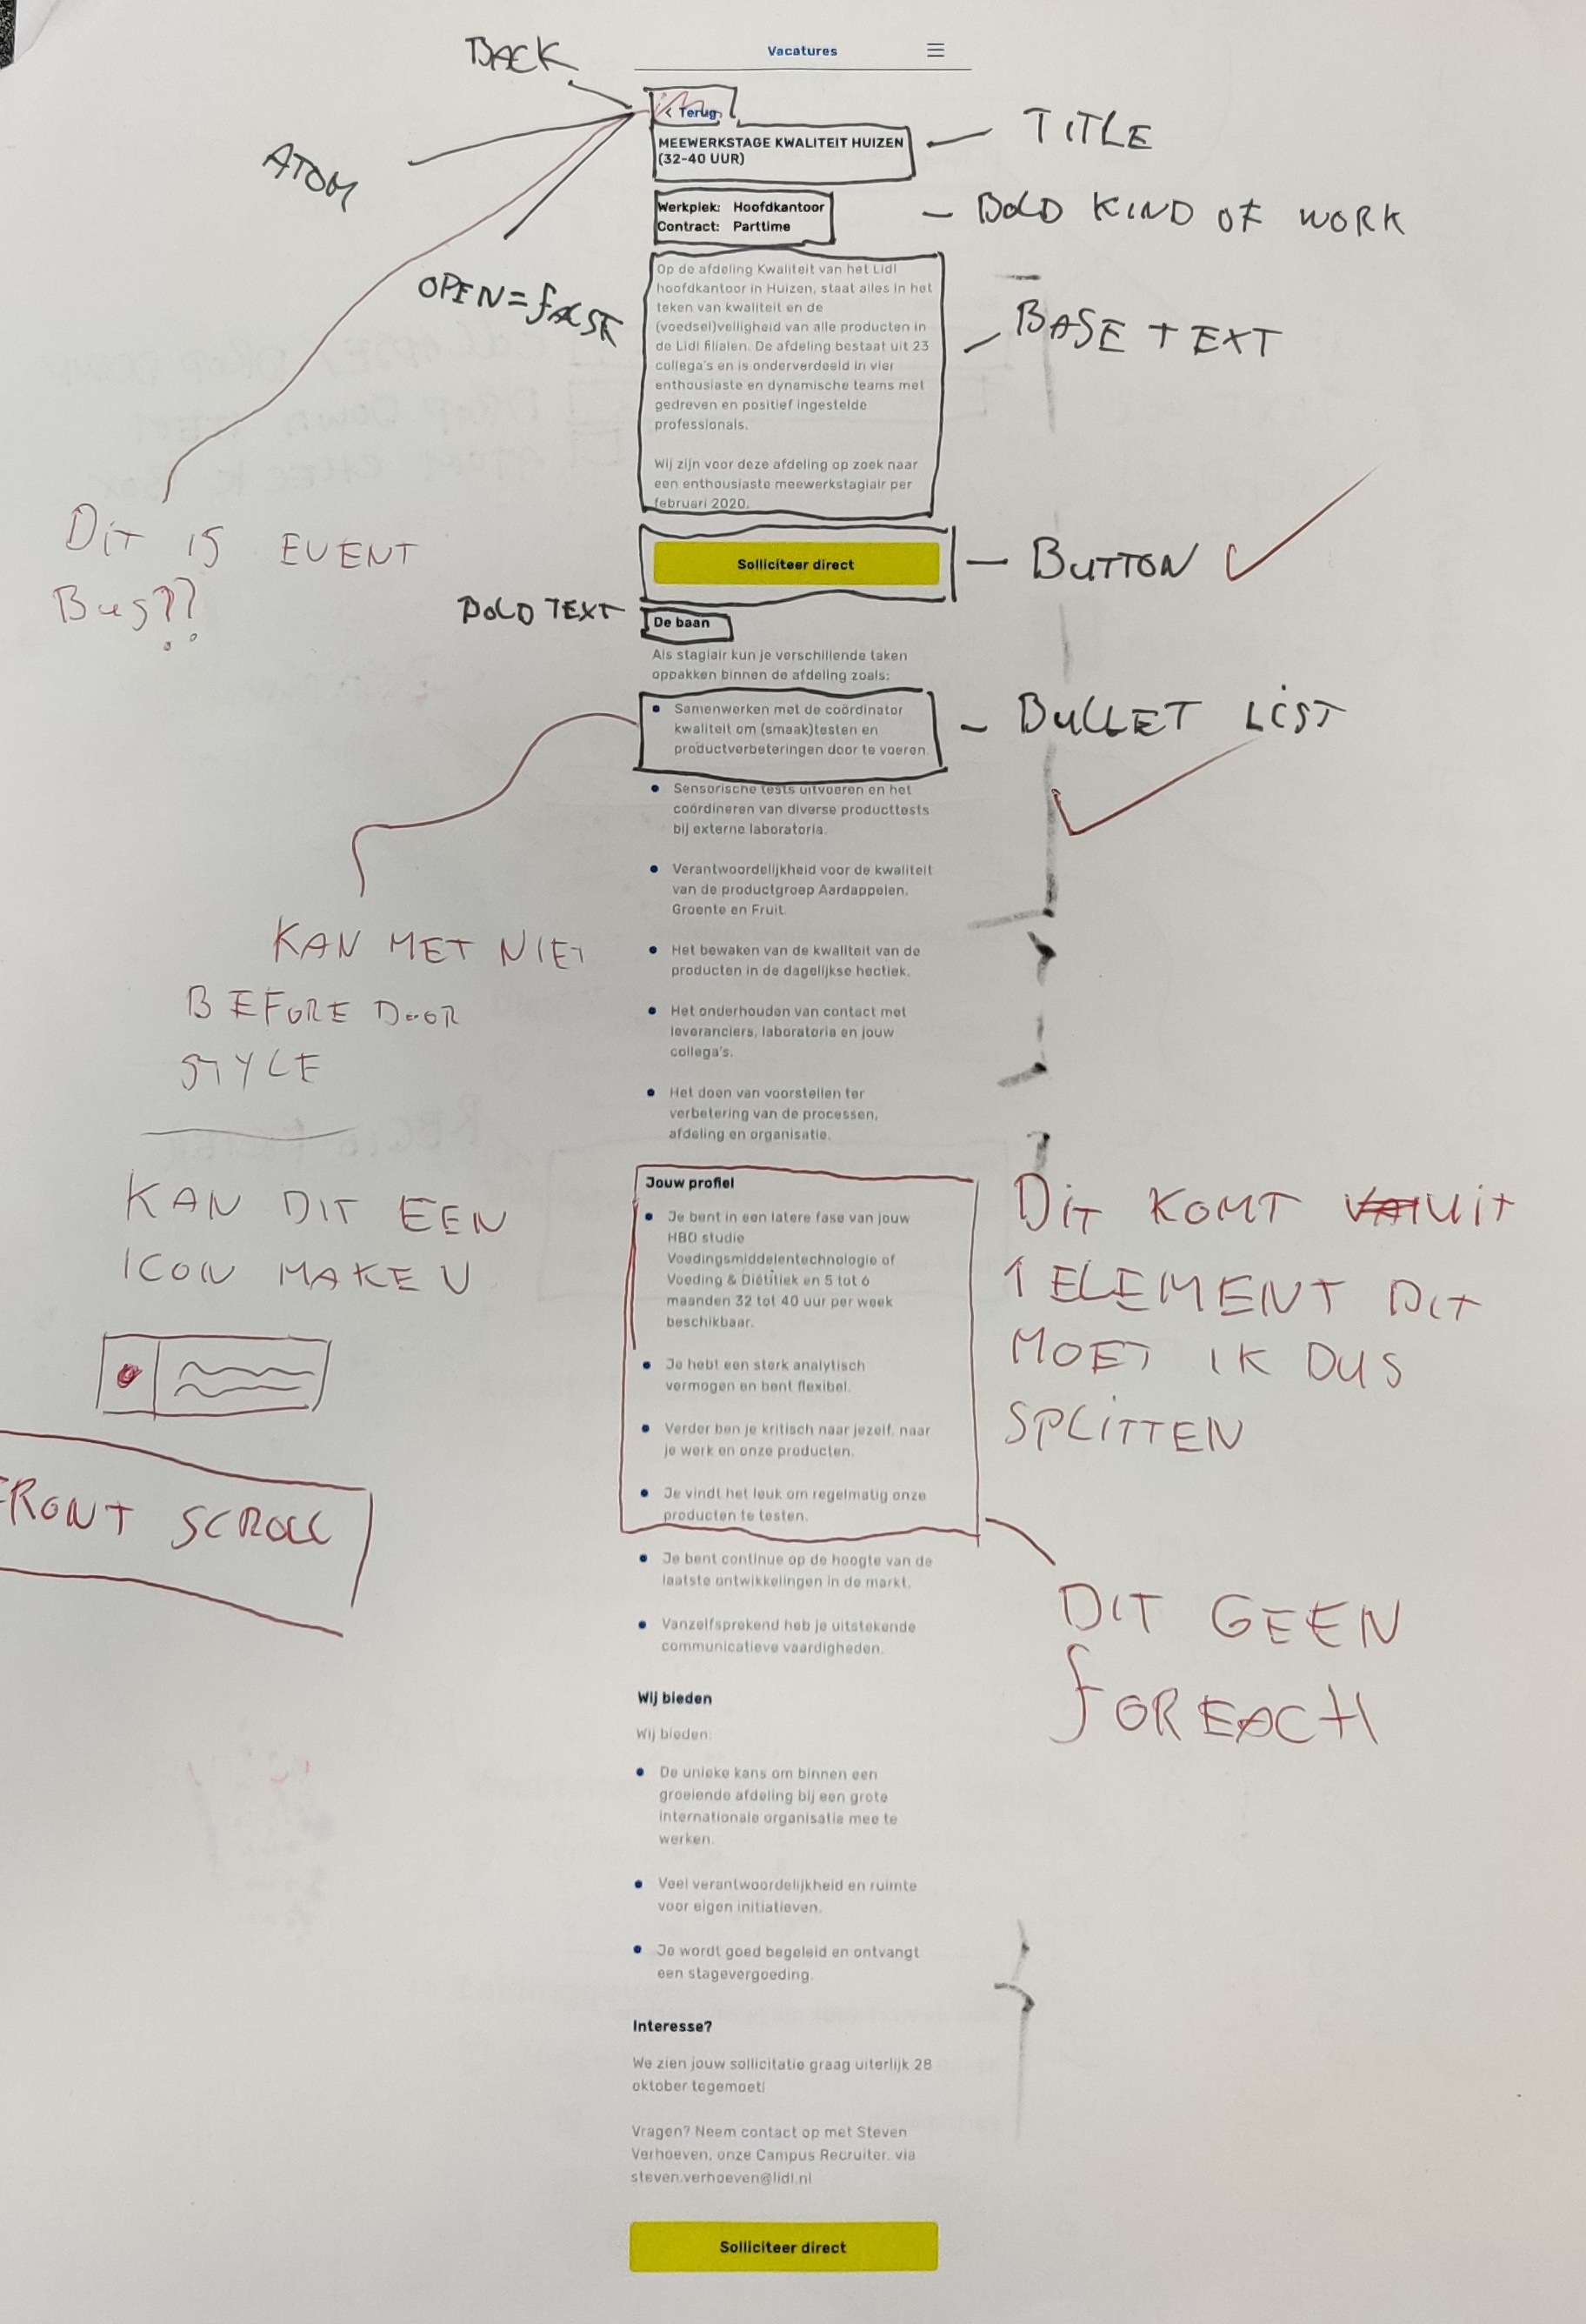 BACK
Vacatures
< Terug
ATOM
TITLE
MEEWERKSTAGE KWALITEIT HUIZEN
(32-40 UUR)
Werkplek: Hoofdkantoor
Contract: Parttime
BOLD KIND OF WORK
OPEN = FALSE
Op de afdeling Kwaliteit van het Lidl
hoofdkantoor in Huizen, staat alles in het
teken van kwaliteit en de
(voedsel)veiligheid van alle producten in
de Lidl filialen. De afdeling bestaat uit 23
collega's en is onderverdeeld in vier
enthousiaste en dynamische teams met
gedreven en positief ingestelde
professionals.
BASE TEXT
Wij zijn voor deze afdeling op zoek naar
een enthousiaste meewerkstagiair per
februari 2020.
DIT IS EVENT
BUS??
Solliciteer direct
BUTTON
BOLD TEXT
De baan
Als stagiair kun je verschillende taken
oppakken binnen de afdeling zoals:
Samenwerken met de coördinator
kwaliteit om (smaak)testen en
productverbeteringen door te voeren.
BULLET LIST
Sensorische tests uitvoeren en het
coördineren van diverse producttests
bij externe laboratoria.
Verantwoordelijkheid voor de kwaliteit
van de productgroep Aardappelen,
Groente en Fruit.
KAN MET NIET
BEFORE DOOR
STYLE
Het bewaken van de kwaliteit van de
producten in de dagelijkse hectiek.
Het onderhouden van contact met
leveranciers, laboratoria en jouw
collega's.
Het doen van voorstellen ter
verbetering van de processen,
afdeling en organisatie.
KAN DIT EEN
ICON MAKEN
Jouw profiel
Je bent in een latere fase van jouw
HBO studie
Voedingsmiddelentechnologie of
Voeding & Diëtitiek en 5 tot 6
maanden 32 tot 40 uur per week
beschikbaar.
Je hebt een sterk analytisch
vermogen en bent flexibel.
Verder ben je kritisch naar jezelf, naar
je werk en onze producten.
Je vindt het leuk om regelmatig onze
producten te testen.
DIT KOMT UIT
1 ELEMENT DIT
MOET IK DUS
SPLITTEN
FRONT SCROLL
Je bent continue op de hoogte van de
laatste ontwikkelingen in de markt.
Vanzelfsprekend heb je uitstekende
communicatieve vaardigheden.
DIT GEEN
FOREACH
Wij bieden
Wij bieden:
De unieke kans om binnen een
groeiende afdeling bij een grote
internationale organisatie mee te
werken.
Veel verantwoordelijkheid en ruimte
voor eigen initiatieven.
Je wordt goed begeleid en ontvangt
een stagevergoeding.
Interesse?
We zien jouw sollicitatie graag uiterlijk 28
oktober tegemoet!
Vragen? Neem contact op met Steven
Verhoeven, onze Campus Recruiter, via
steven.verhoeven@lidl.nl
Solliciteer direct